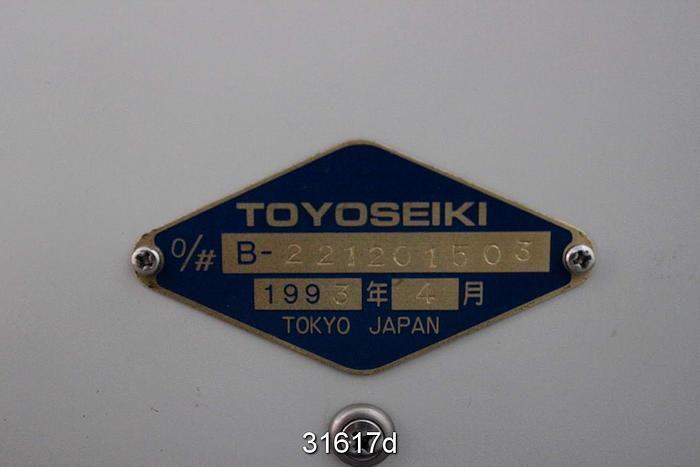 TOYOSEIKI
O/# B-221201503
1993年 4月
TOKYO JAPAN
31617d